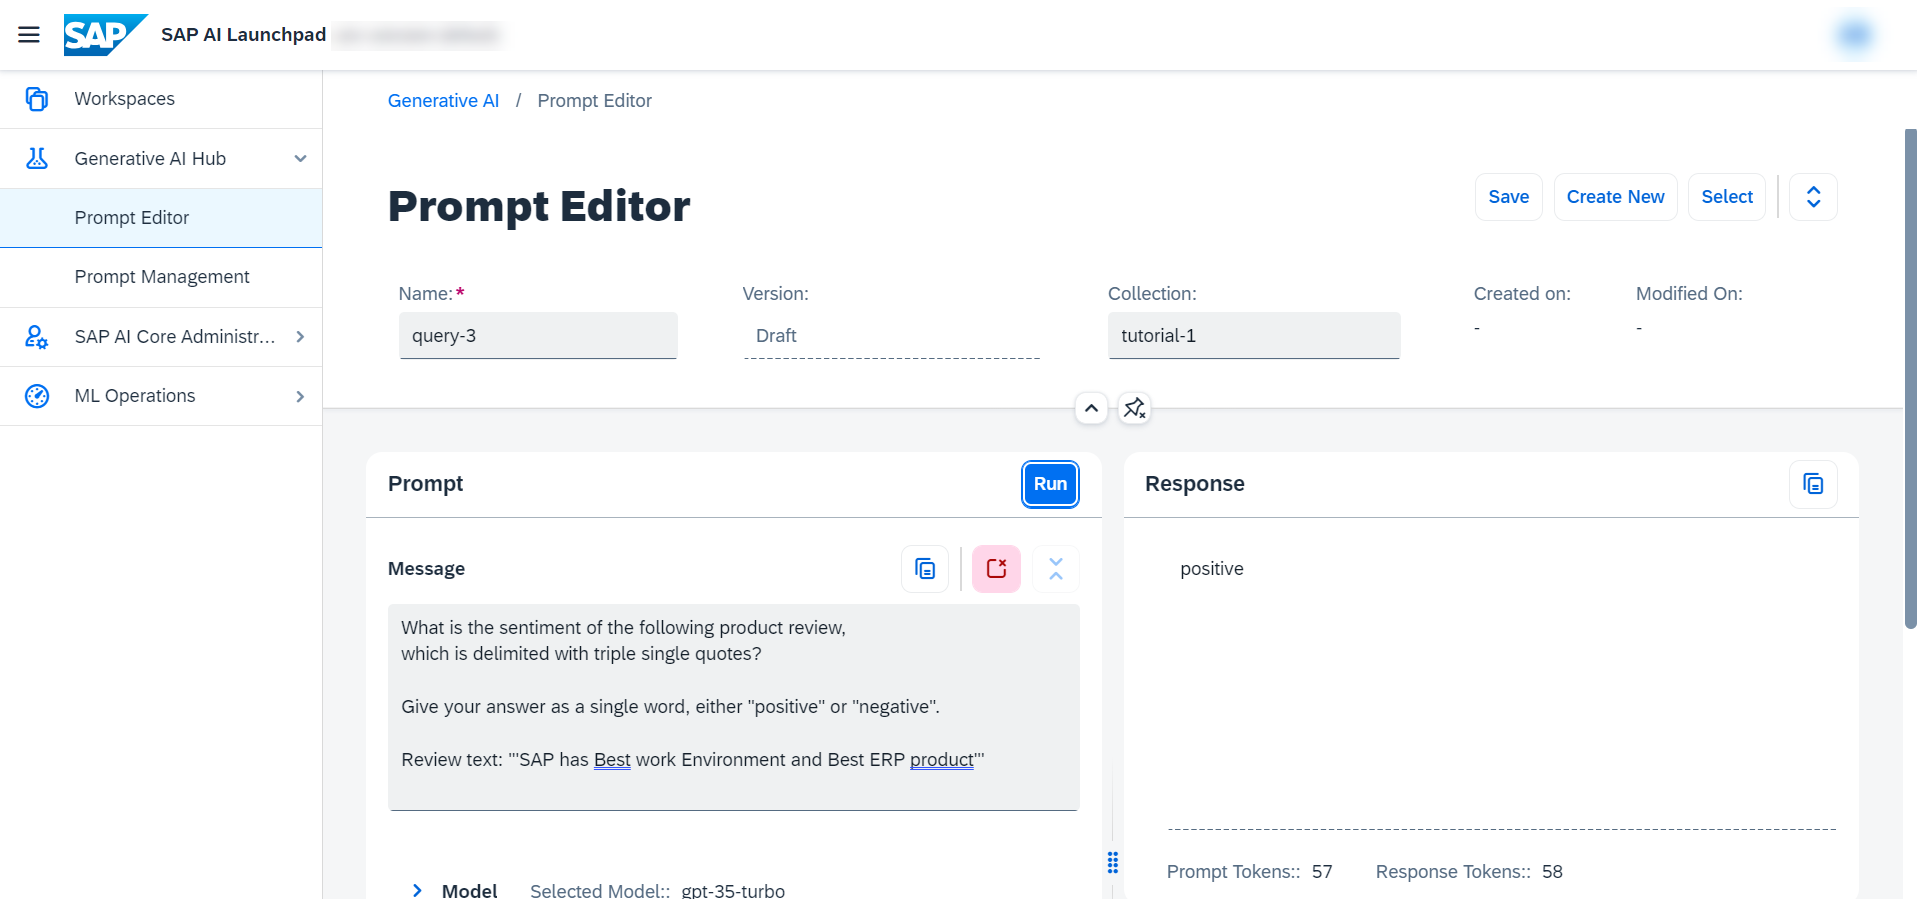 SAP SAP AI Launchpad
Workspaces
Generative AI Hub
Prompt Editor
Prompt Management
SAP AI Core Administr...
ML Operations
Generative AI / Prompt Editor
Prompt Editor
Save Create New Select
Name:* Version: Collection: Created on: Modified On:
query-3 Draft tutorial-1 - -
Prompt Run
Message
What is the sentiment of the following product review,
which is delimited with triple single quotes?
Give your answer as a single word, either "positive" or "negative".
Review text: '''SAP has Best work Environment and Best ERP product'''
Model Selected Model:: gpt-35-turbo
Response
positive
Prompt Tokens:: 57 Response Tokens:: 58